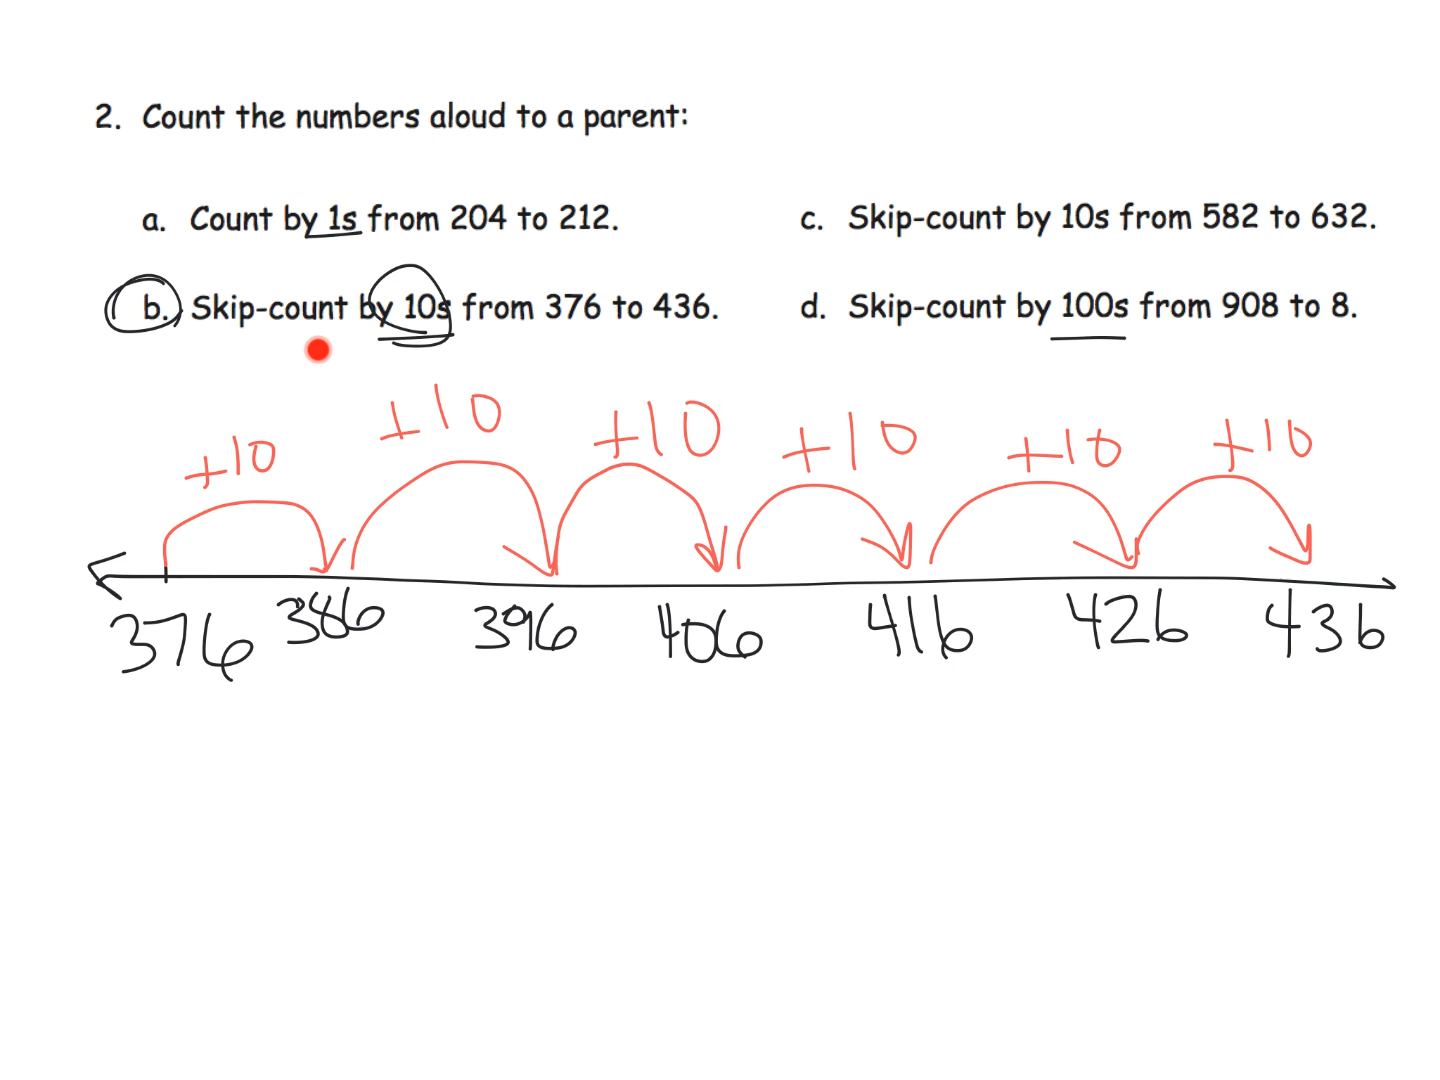 2. Count the numbers aloud to a parent:
a. Count by 1s from 204 to 212.
b. Skip-count by 10s from 376 to 436.
c. Skip-count by 10s from 582 to 632.
d. Skip-count by 100s from 908 to 8.
+10 +10 +10 +10 +10 +10
376 386 396 406 416 426 436